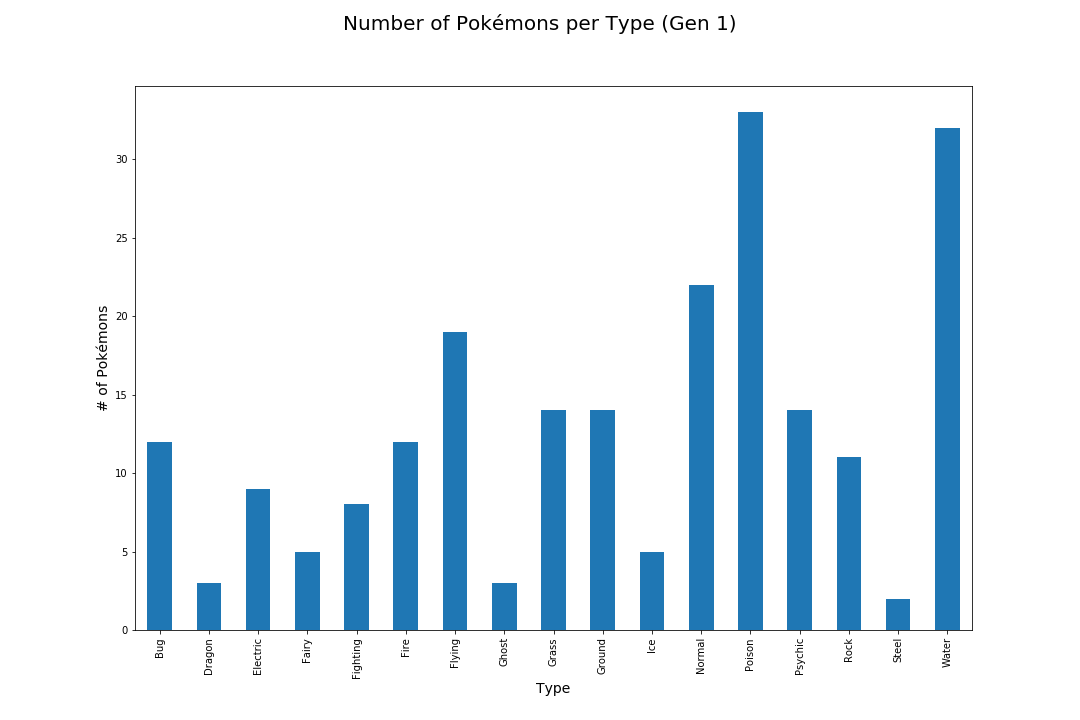 Number of Pokémons per Type (Gen 1)
# of Pokémons
30
25
20
15
10
5
0
Bug
Dragon
Electric
Fairy
Fighting
Fire
Flying
Ghost
Grass
Ground
Ice
Normal
Poison
Psychic
Rock
Steel
Water
Type